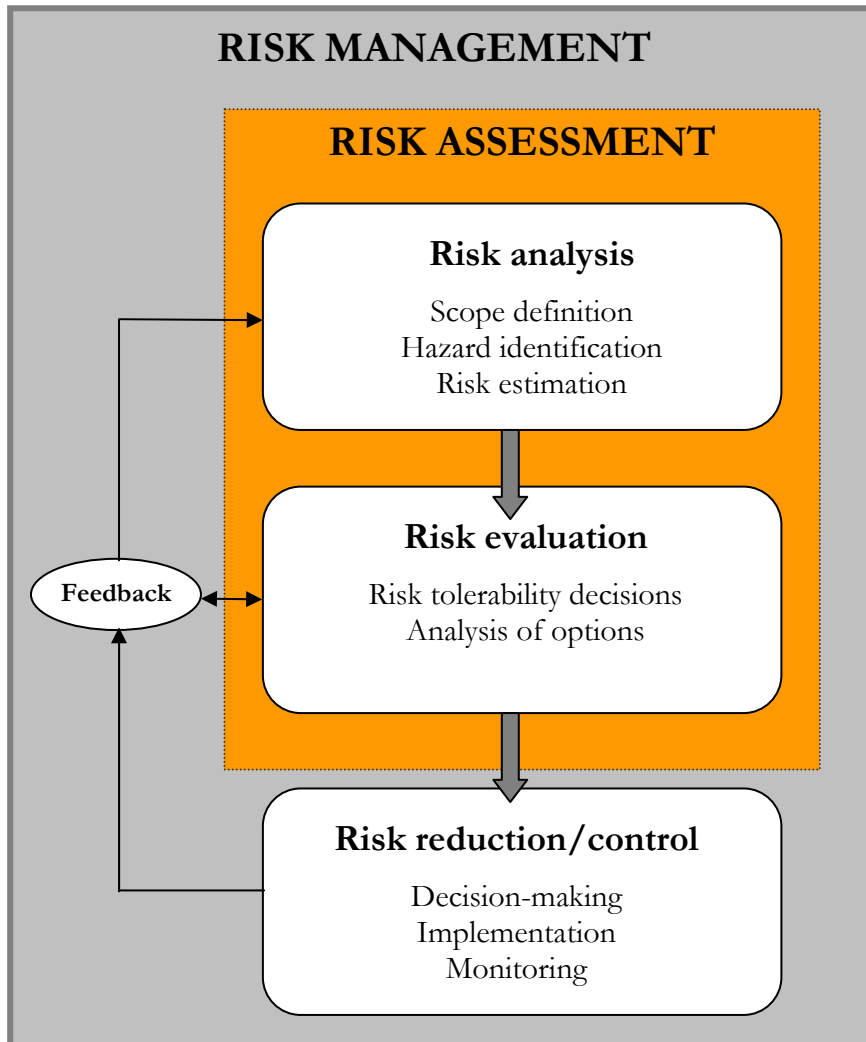 RISK MANAGEMENT
RISK ASSESSMENT
Risk analysis
Scope definition
Hazard identification
Risk estimation
Risk evaluation
Risk tolerability decisions
Analysis of options
Feedback
Risk reduction/control
Decision-making
Implementation
Monitoring